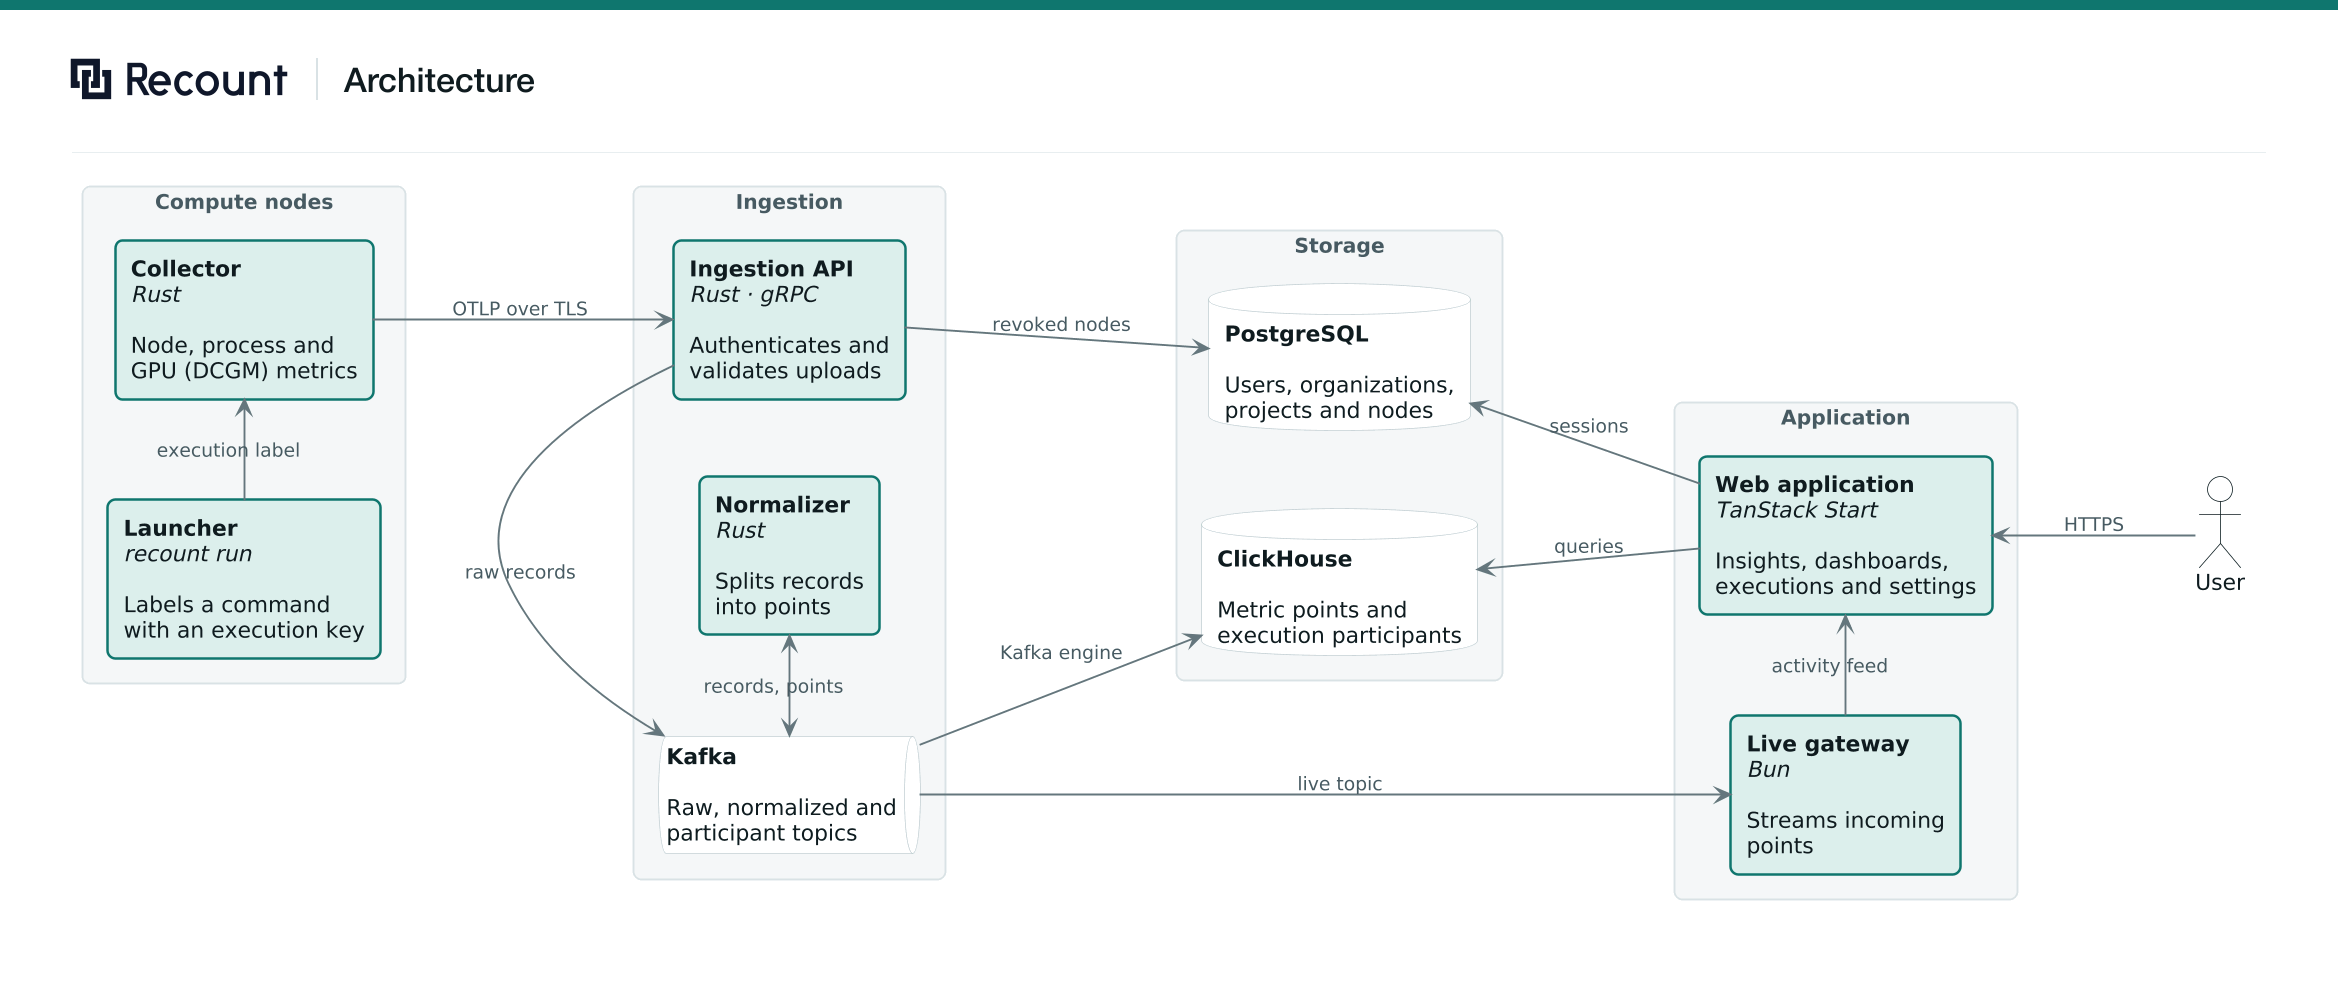 Recount
Architecture
Compute nodes
Collector
Rust
Node, process and
GPU (DCGM) metrics
execution label
Launcher
recount run
Labels a command
with an execution key
OTLP over TLS
raw records
Ingestion
Ingestion API
Rust · gRPC
Authenticates and
validates uploads
Normalizer
Rust
Splits records
into points
records, points
Kafka
Raw, normalized and
participant topics
revoked nodes
Kafka engine
live topic
Storage
PostgreSQL
Users, organizations,
projects and nodes
ClickHouse
Metric points and
execution participants
sessions
queries
Application
Web application
TanStack Start
Insights, dashboards,
executions and settings
activity feed
Live gateway
Bun
Streams incoming
points
HTTPS
User